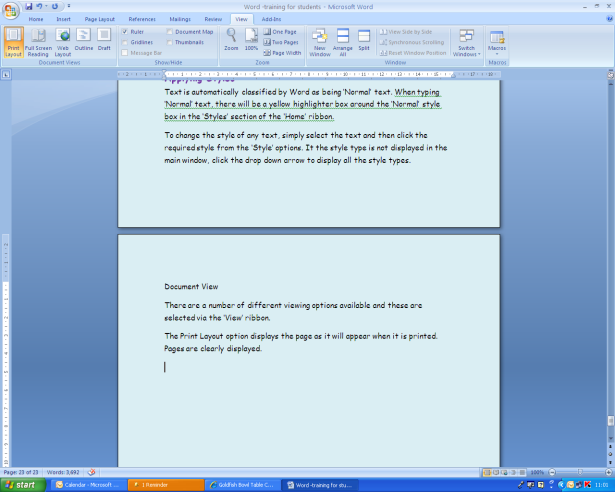 Word -training for students - Microsoft Word
Home Insert Page Layout References Mailings Review View Add-Ins
Print Layout
Full Screen Reading
Web Layout
Outline
Draft
Document Views
Ruler
Gridlines
Message Bar
Document Map
Thumbnails
Show/Hide
Zoom
100%
One Page
Two Pages
Page Width
Zoom
New Window
Arrange All
Split
View Side by Side
Synchronous Scrolling
Reset Window Position
Window
Switch Windows
Macros
Macros
Applying Styles
Text is automatically classified by Word as being 'Normal' text. When typing
'Normal' text, there will be a yellow highlighter box around the 'Normal' style
box in the 'Styles' section of the 'Home' ribbon.
To change the style of any text, simply select the text and then click the
required style from the 'Style' options. It the style type is not displayed in the
main window, click the drop down arrow to display all the style types.
Document View
There are a number of different viewing options available and these are
selected via the 'View' ribbon.
The Print Layout option displays the page as it will appear when it is printed.
Pages are clearly displayed.
Page: 23 of 23 Words: 3,692 100%
start Calendar - Microsoft ... 1 Reminder Goldfish Bowl Table C... Word -training for stu... 11:01